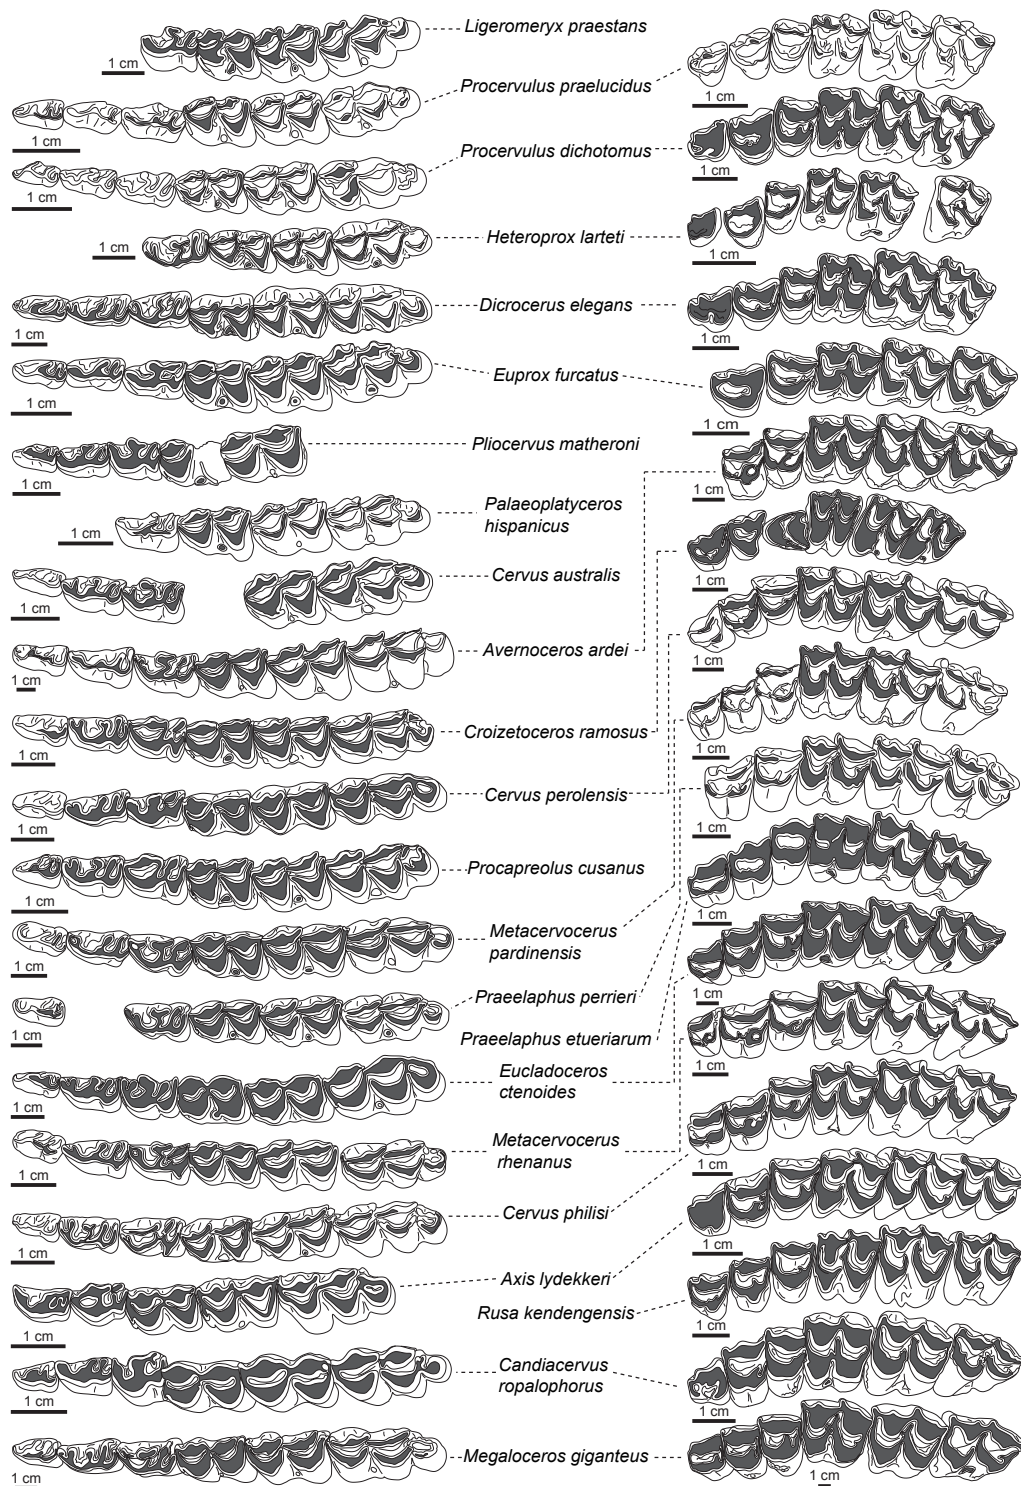 Ligeromeryx praestans
1 cm
Procervulus praelucidus
1 cm
1 cm
Procervulus dichotomus
1 cm
1 cm
Heteroprox larteti
1 cm
1 cm
Dicrocerus elegans
1 cm
1 cm
Euprox furcatus
1 cm
1 cm
Pliocervus matheroni
1 cm
1 cm
Palaeoplatyceros
hispanicus
1 cm
Cervus australis
1 cm
1 cm
Avernoceros ardei
1 cm
1 cm
Croizetoceros ramosus
1 cm
1 cm
Cervus perolensis
1 cm
1 cm
Procapreolus cusanus
1 cm
1 cm
Metacervocerus
pardinensis
1 cm
1 cm
Praeelaphus perrieri
1 cm
Praeelaphus etueriarum
1 cm
Eucladoceros
ctenoides
1 cm
Metacervocerus
rhenanus
1 cm
1 cm
Cervus philisi
1 cm
1 cm
Axis lydekkeri
1 cm
Rusa kendengensis
1 cm
Candiacervus
ropalophorus
1 cm
1 cm
Megaloceros giganteus
1 cm
1 cm